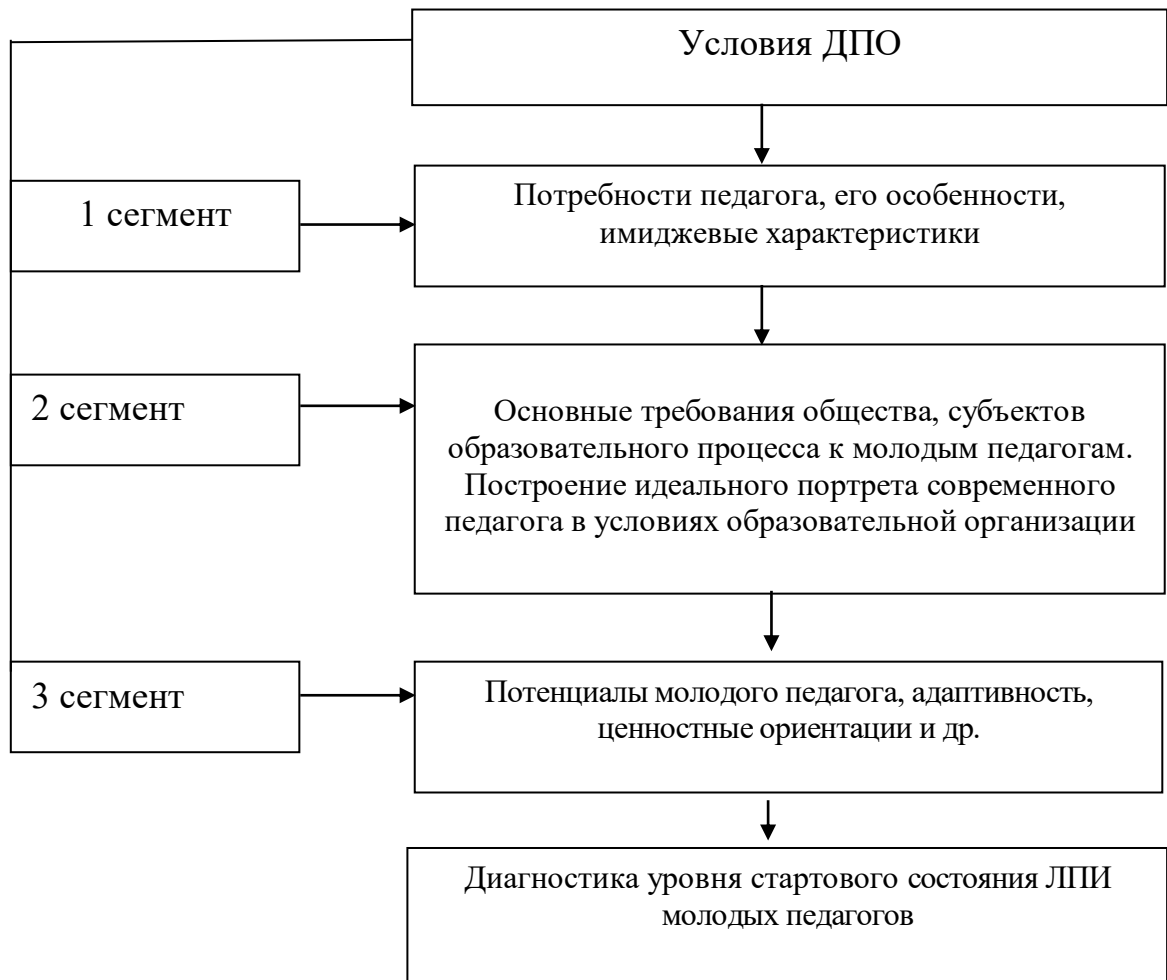 Условия ДПО
1 сегмент
Потребности педагога, его особенности,
имиджевые характеристики
2 сегмент
Основные требования общества, субъектов
образовательного процесса к молодым педагогам.
Построение идеального портрета современного
педагога в условиях образовательной организации
3 сегмент
Потенциалы молодого педагога, адаптивность,
ценностные ориентации и др.
Диагностика уровня стартового состояния ЛПИ
молодых педагогов